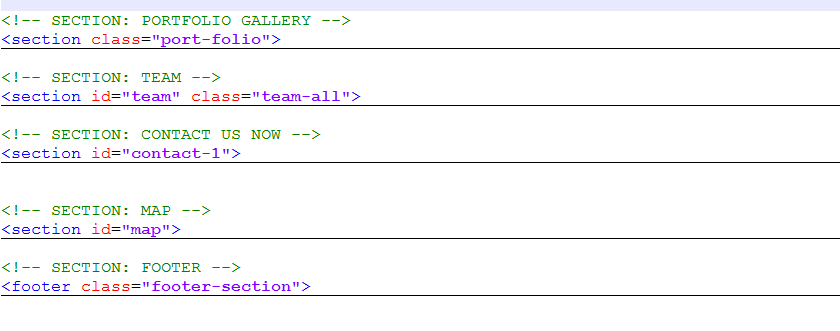 <!-- SECTION: PORTFOLIO GALLERY -->
<section class="port-folio">
<!-- SECTION: TEAM -->
<section id="team" class="team-all">
<!-- SECTION: CONTACT US NOW -->
<section id="contact-1">
<!-- SECTION: MAP -->
<section id="map">
<!-- SECTION: FOOTER -->
<footer class="footer-section">